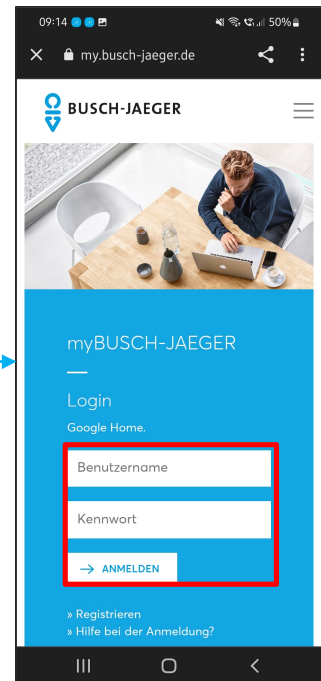 09:14
50%
my.busch-jaeger.de
BUSCH-JAEGER
myBUSCH-JAEGER
Login
Google Home.
Benutzername
Kennwort
→ ANMELDEN
» Registrieren
» Hilfe bei der Anmeldung?